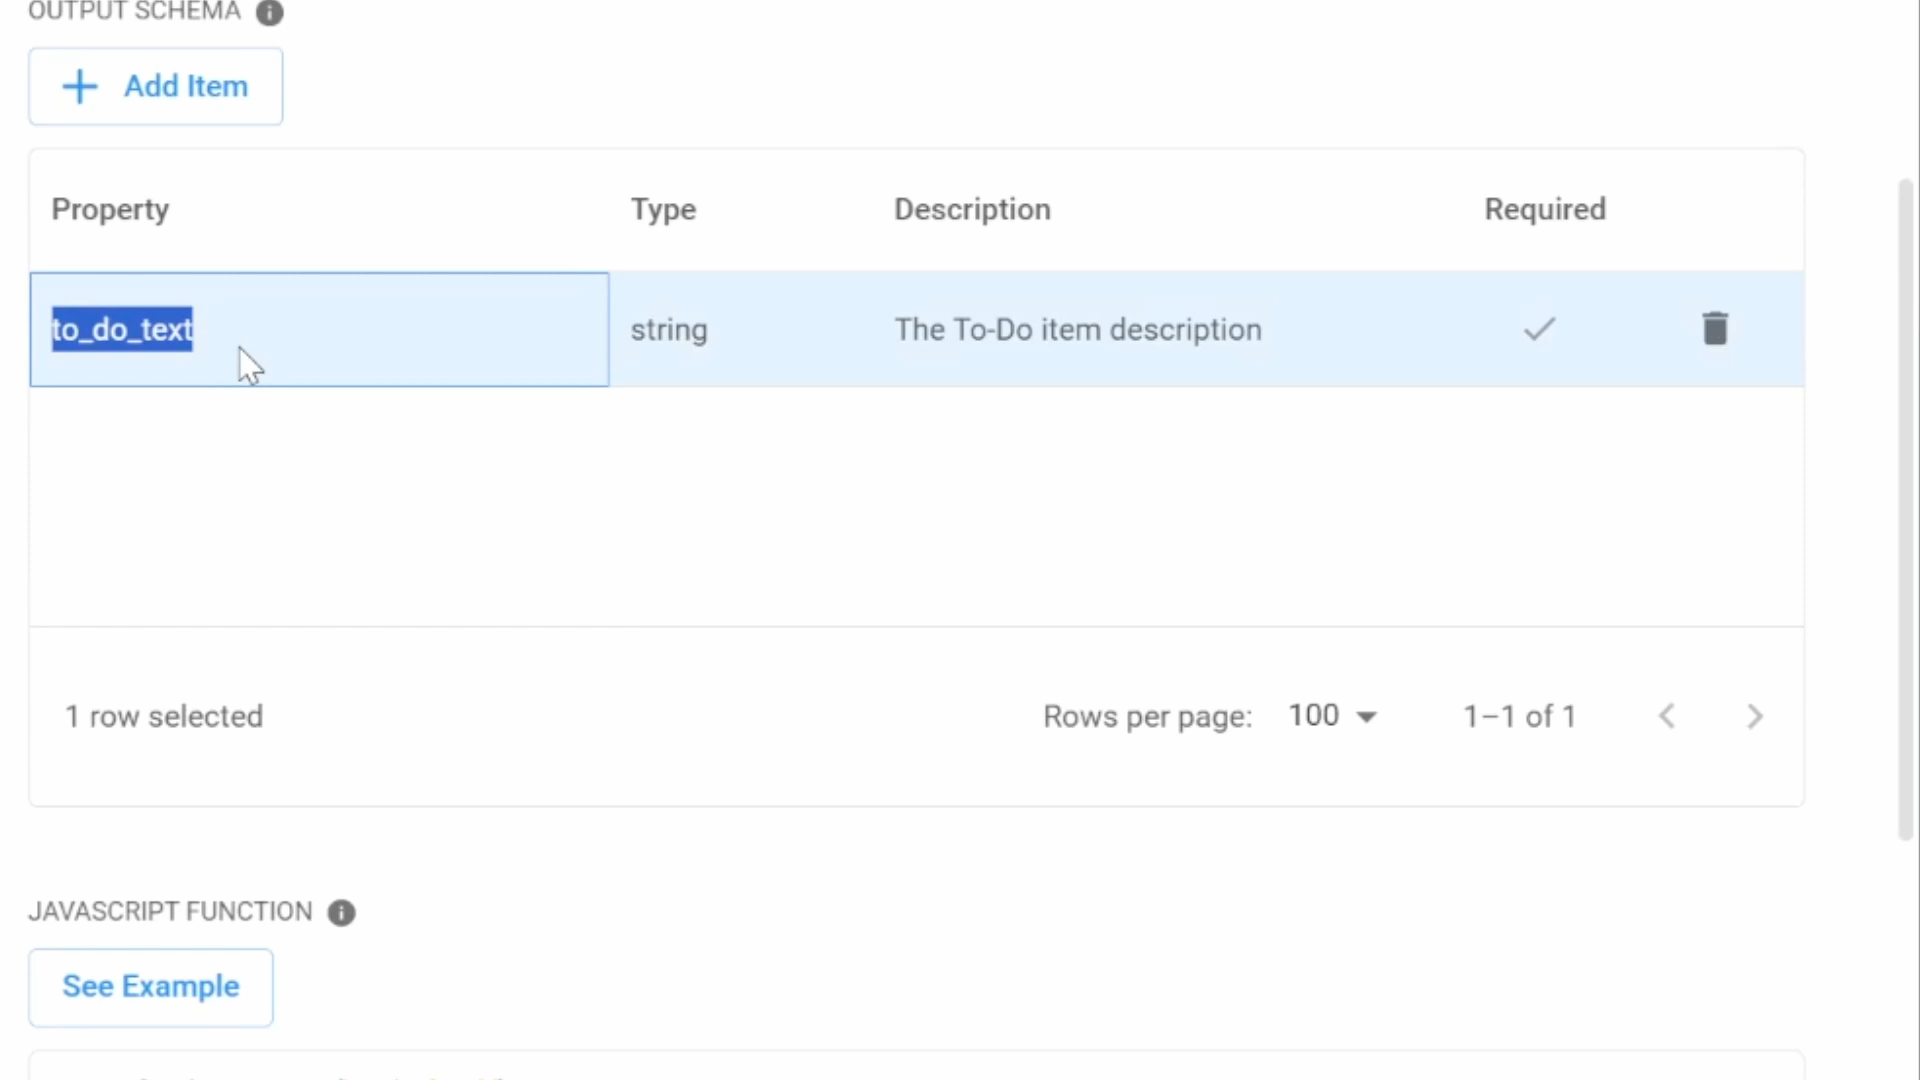 OUTPUT SCHEMA
Add Item
Property Type Description Required
to_do_text string The To-Do item description
1 row selected Rows per page: 100 1–1 of 1
JAVASCRIPT FUNCTION
See Example